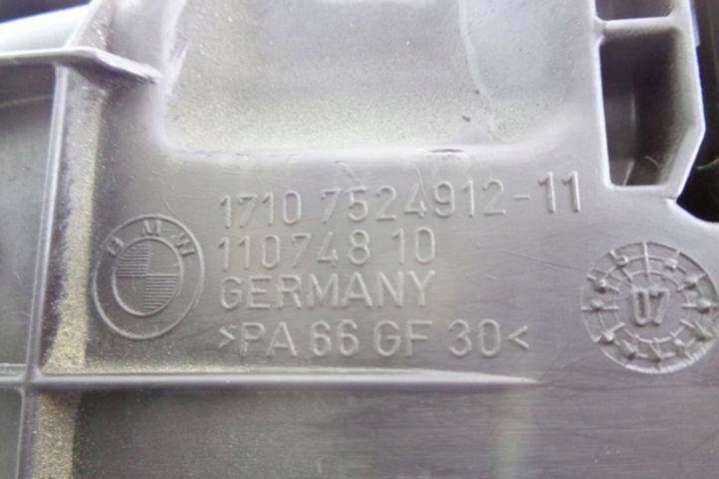 1710 7524912-11
110748 10
GERMANY
>PA 66 GF 30<
BMW
07